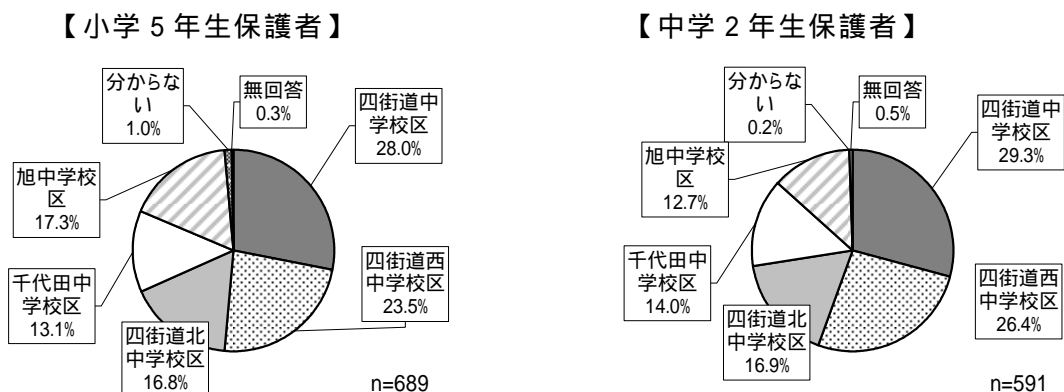 【小学5年生保護者】
分からな
い
1.0%
無回答
0.3%
四街道中
学校区
28.0%
旭中学校
区
17.3%
千代田中
学校区
13.1%
四街道北
中学校区
16.8%
四街道西
中学校区
23.5%
n=689
【中学2年生保護者】
分からな
い
0.2%
無回答
0.5%
四街道中
学校区
29.3%
旭中学校
区
12.7%
千代田中
学校区
14.0%
四街道北
中学校区
16.9%
四街道西
中学校区
26.4%
n=591